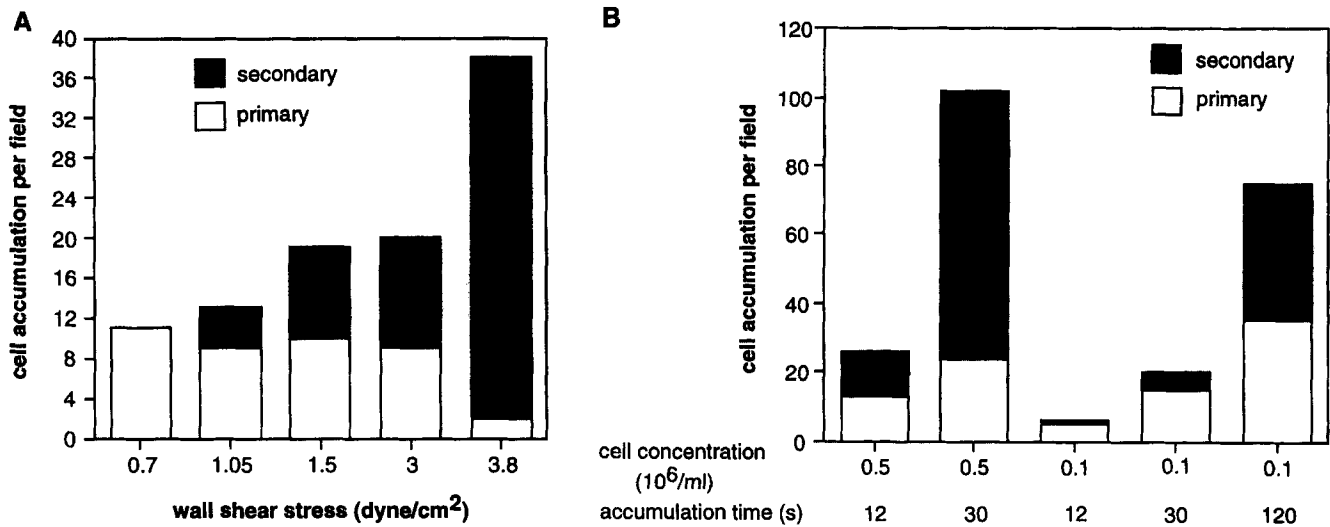 A
cell accumulation per field
40
36
32
28
24
20
16
12
8
4
0
secondary
primary
0.7 1.05 1.5 3 3.8
wall shear stress (dyne/cm²)
B
cell accumulation per field
120
100
80
60
40
20
0
secondary
primary
cell concentration 0.5 0.5 0.1 0.1 0.1
(10⁶/ml)
accumulation time (s) 12 30 12 30 120